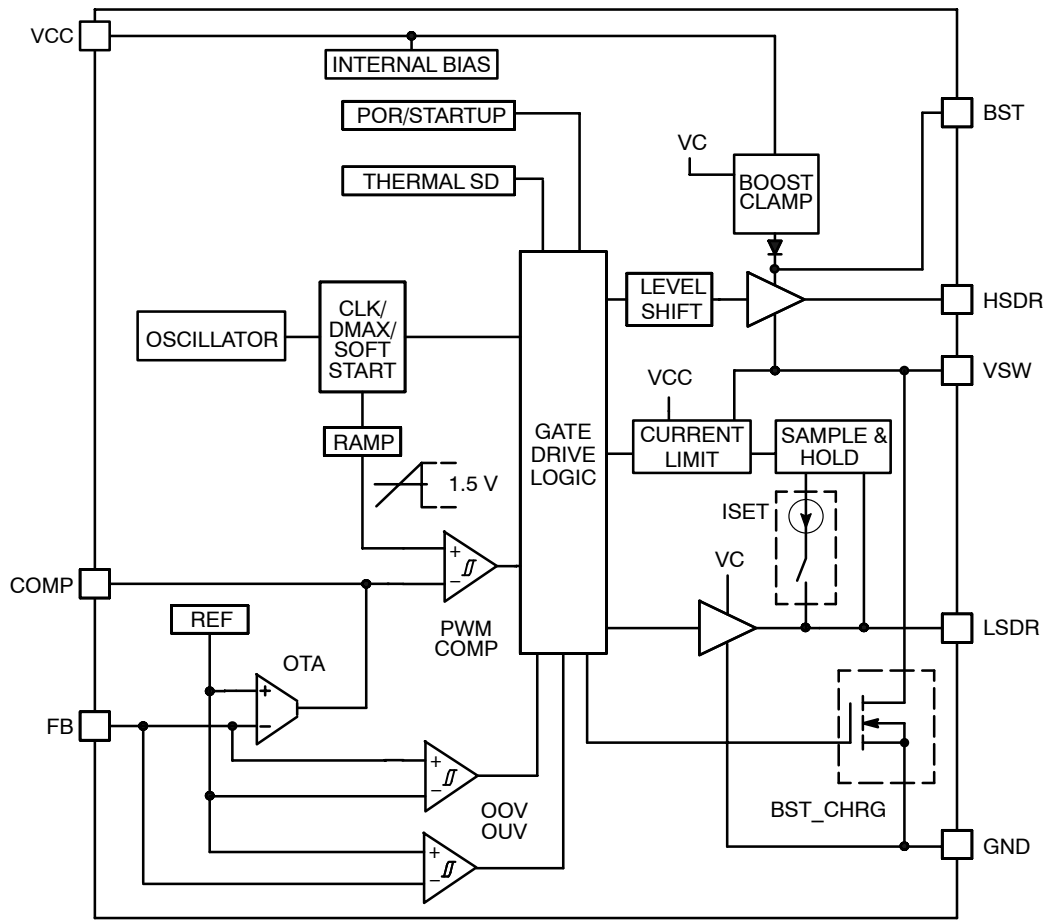 VCC
INTERNAL BIAS
POR/STARTUP
BST
VC
THERMAL SD
BOOST
CLAMP
LEVEL
SHIFT
HSDR
CLK/
DMAX/
SOFT
START
OSCILLATOR
VSW
VCC
RAMP
GATE
DRIVE
LOGIC
CURRENT
LIMIT
SAMPLE &
HOLD
1.5 V
ISET
+
−
VC
COMP
REF
PWM
COMP
LSDR
OTA
+
−
FB
+
−
OOV
OUV
BST_CHRG
+
−
GND